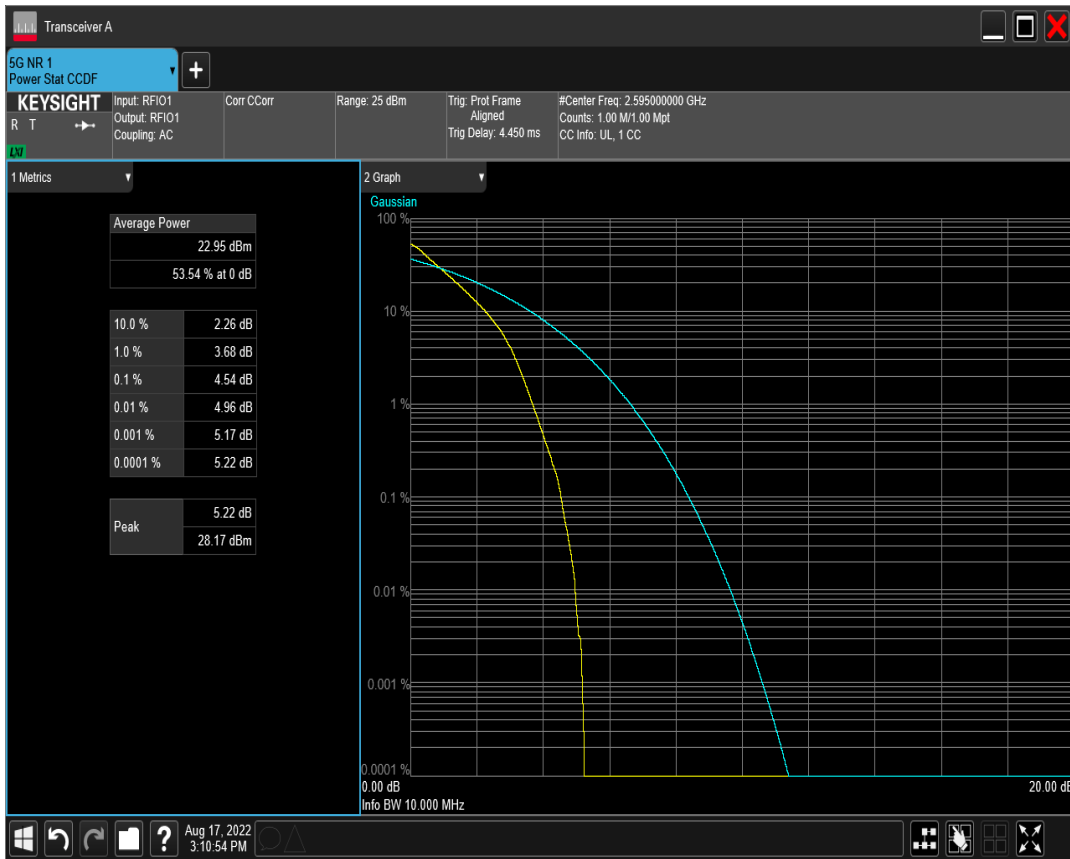 Transceiver A
5G NR 1
Power Stat CCDF
+
KEYSIGHT
R T
LXI
Input: RFIO1
Output: RFIO1
Coupling: AC
Corr CCorr
Range: 25 dBm
Trig: Prot Frame
Aligned
Trig Delay: 4.450 ms
#Center Freq: 2.595000000 GHz
Counts: 1.00 M/1.00 Mpt
CC Info: UL, 1 CC
1 Metrics
Average Power
22.95 dBm
53.54 % at 0 dB
10.0 % 2.26 dB
1.0 % 3.68 dB
0.1 % 4.54 dB
0.01 % 4.96 dB
0.001 % 5.17 dB
0.0001 % 5.22 dB
Peak
5.22 dB
28.17 dBm
2 Graph
Gaussian
100 %
10 %
1 %
0.1 %
0.01 %
0.001 %
0.0001 %
0.00 dB
20.00 dB
Info BW 10.000 MHz
?
Aug 17, 2022
3:10:54 PM